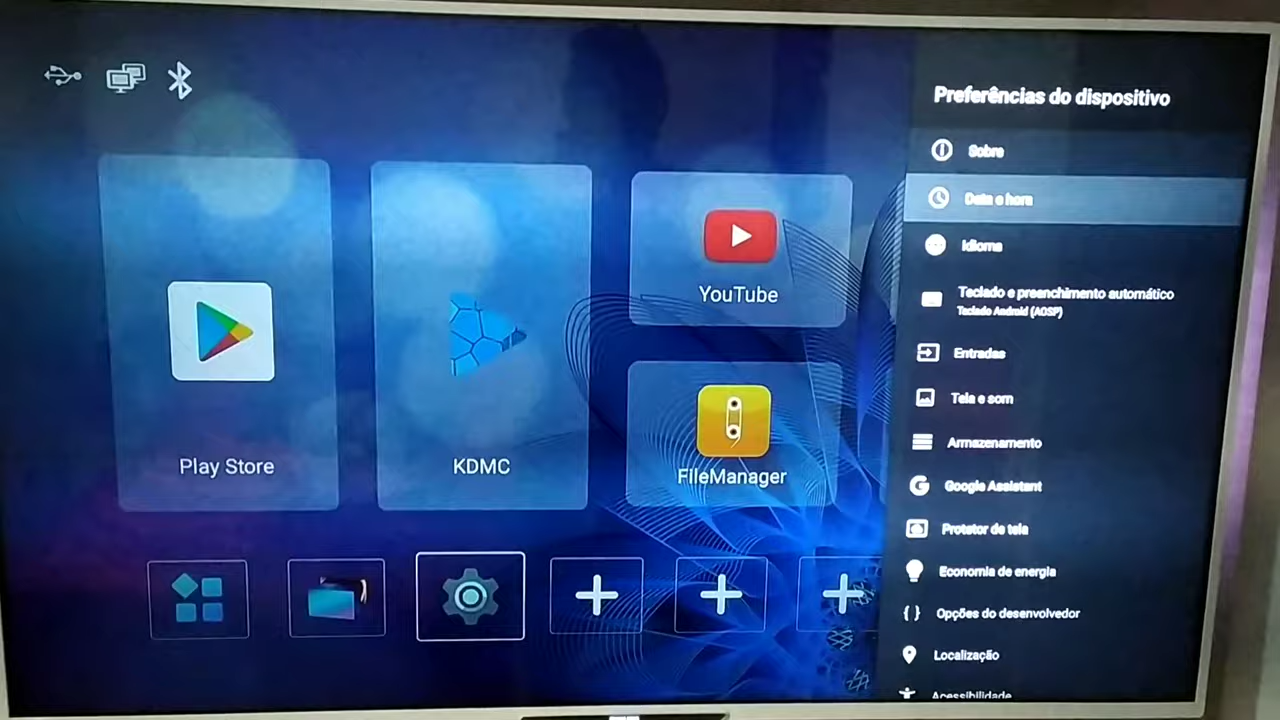 Preferências do dispositivo
Sobre
Data e hora
Idioma
Teclado e preenchimento automático
Teclado Android (AOSP)
Entradas
Tela e som
Armazenamento
Google Assistant
Protetor de tela
Economia de energia
Opções do desenvolvedor
Localização
Acessibilidade
Play Store
KDMC
YouTube
FileManager